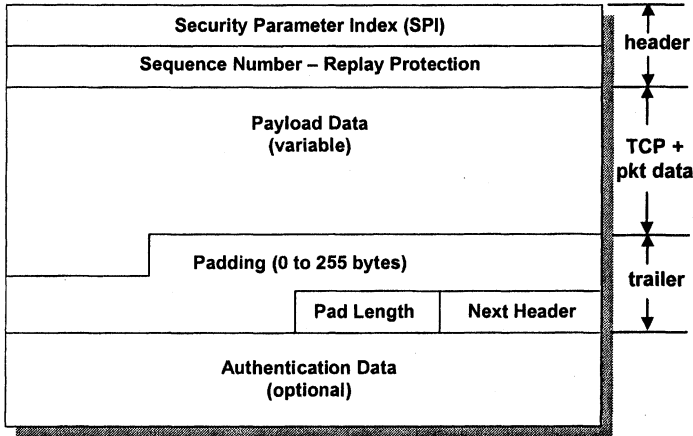 Security Parameter Index (SPI)
header
Sequence Number – Replay Protection
Payload Data
(variable)
TCP +
pkt data
Padding (0 to 255 bytes)
trailer
Pad Length
Next Header
Authentication Data
(optional)